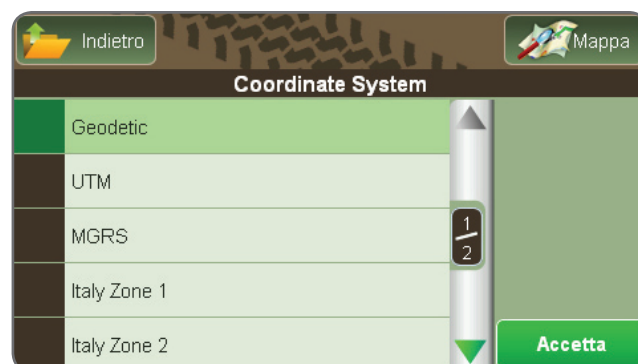 Indietro
Mappa
Coordinate System
Geodetic
UTM
MGRS
1
2
Italy Zone 1
Italy Zone 2
Accetta